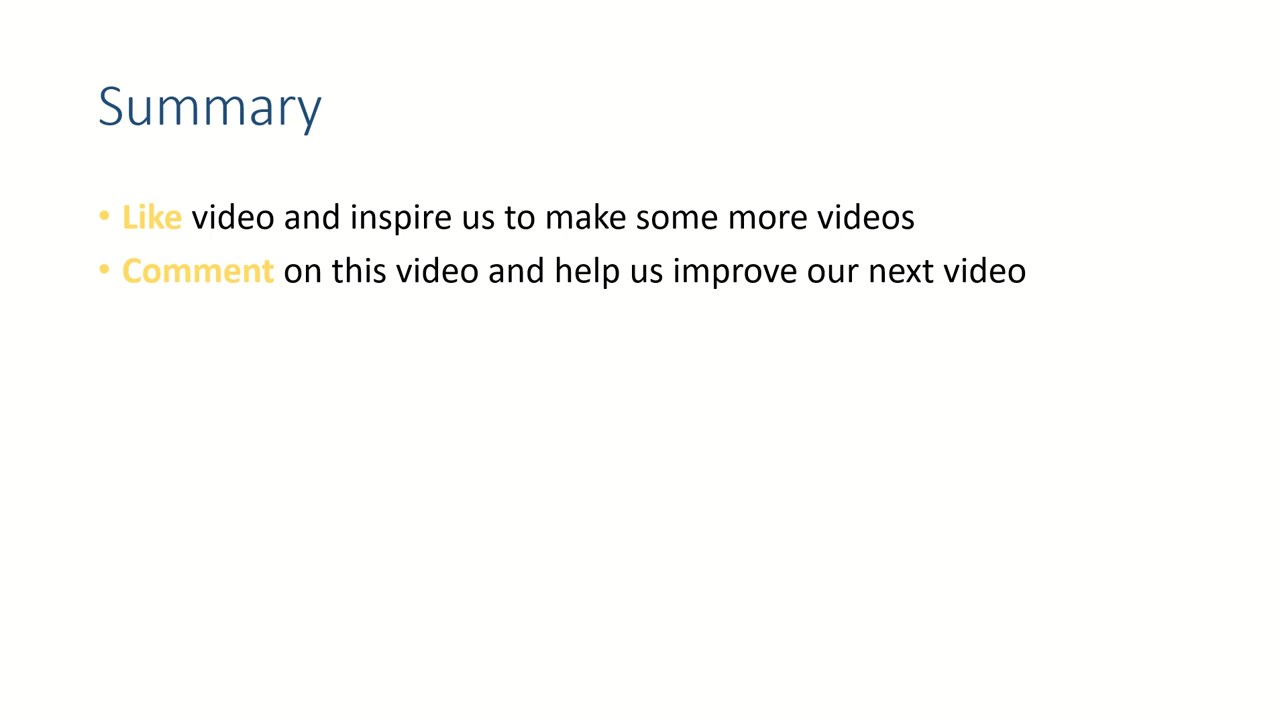 Summary
• Like video and inspire us to make some more videos
• Comment on this video and help us improve our next video